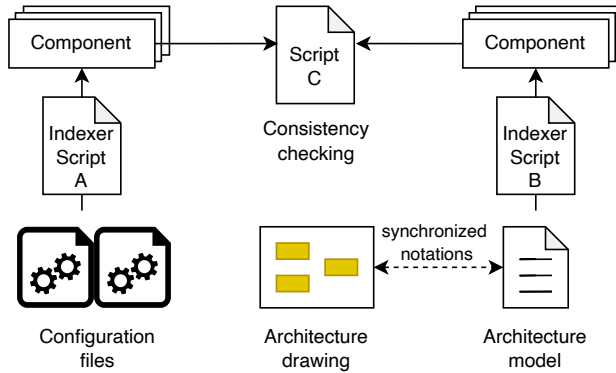 Component
Script
C
Component
Consistency
checking
Indexer
Script
A
Indexer
Script
B
synchronized
notations
Configuration
files
Architecture
drawing
Architecture
model